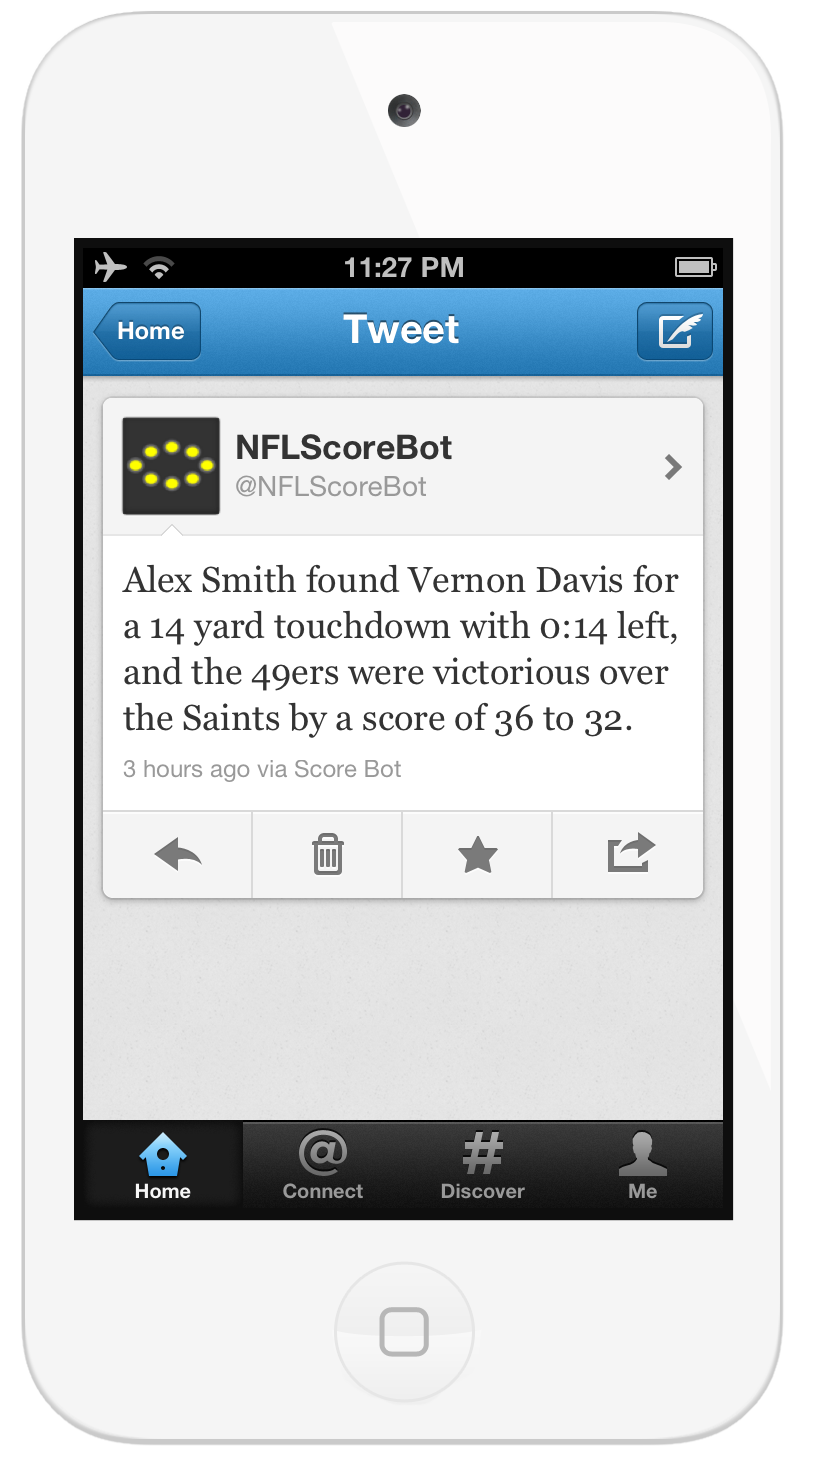 11:27 PM
Home
Tweet
NFLScoreBot
@NFLScoreBot
Alex Smith found Vernon Davis for
a 14 yard touchdown with 0:14 left,
and the 49ers were victorious over
the Saints by a score of 36 to 32.
3 hours ago via Score Bot
Home
Connect
Discover
Me